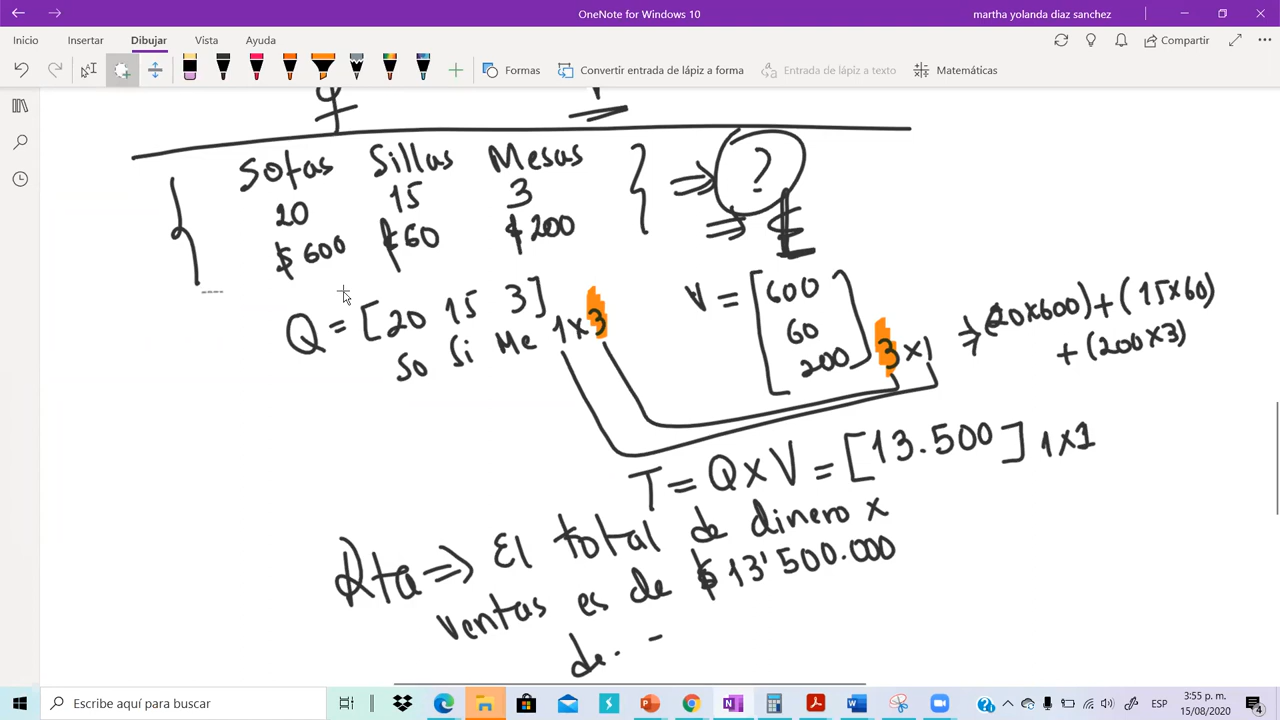 OneNote for Windows 10
martha yolanda diaz sanchez
Inicio Insertar Dibujar Vista Ayuda
Compartir
Formas
Convertir entrada de lápiz a forma
Entrada de lápiz a texto
Matemáticas
Sofas Sillas Mesas
20 15 3
$ 600 $ 60 $ 200
⇒ ?
⇒ $
Q = [20 15 3] 1x3
So Si Me
V = [600
60
200] 3x1
⇒ (20x600) + (15x60)
+ (200x3)
T = Q x V = [13.500] 1x1
Rta ⇒ El total de dinero x
ventas es de $ 13'500.000
de. -
Escribe aquí para buscar
ESP
3:55 p. m.
15/08/2020
4